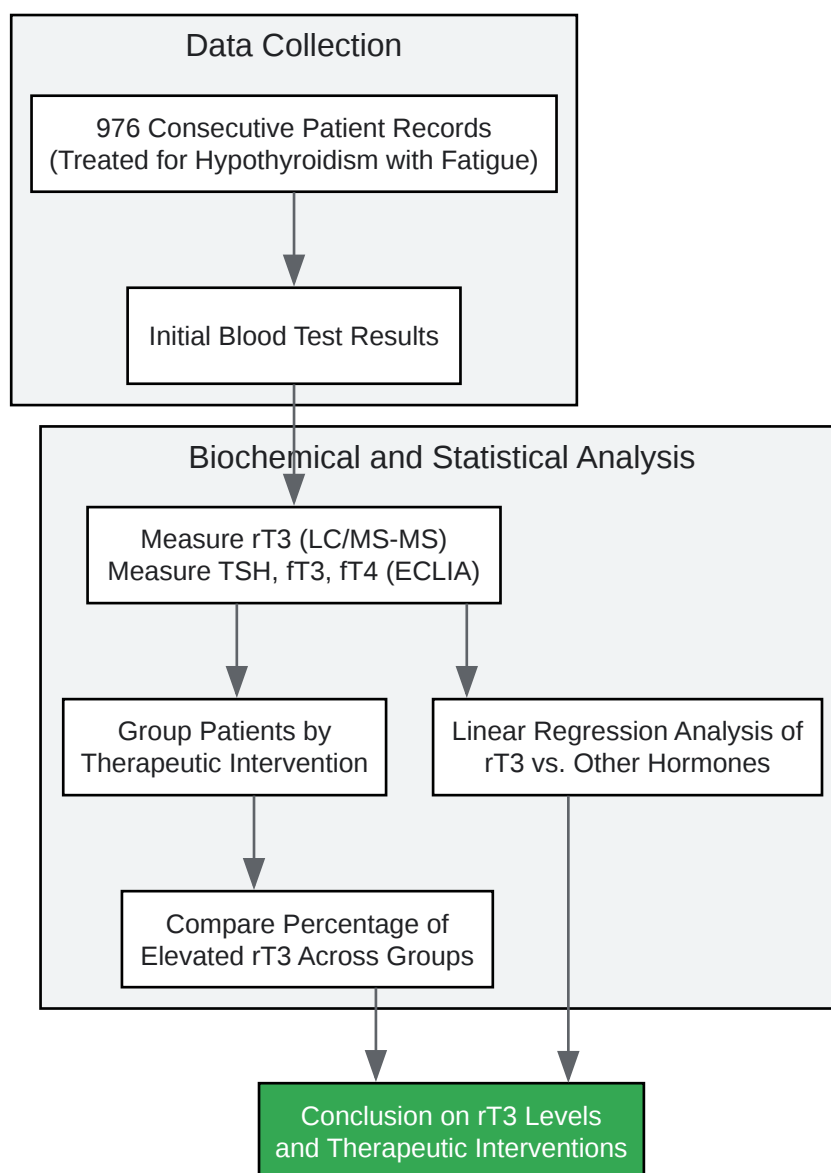 Data Collection
976 Consecutive Patient Records
(Treated for Hypothyroidism with Fatigue)
Initial Blood Test Results
Biochemical and Statistical Analysis
Measure rT3 (LC/MS-MS)
Measure TSH, fT3, fT4 (ECLIA)
Group Patients by
Therapeutic Intervention
Linear Regression Analysis of
rT3 vs. Other Hormones
Compare Percentage of
Elevated rT3 Across Groups
Conclusion on rT3 Levels
and Therapeutic Interventions